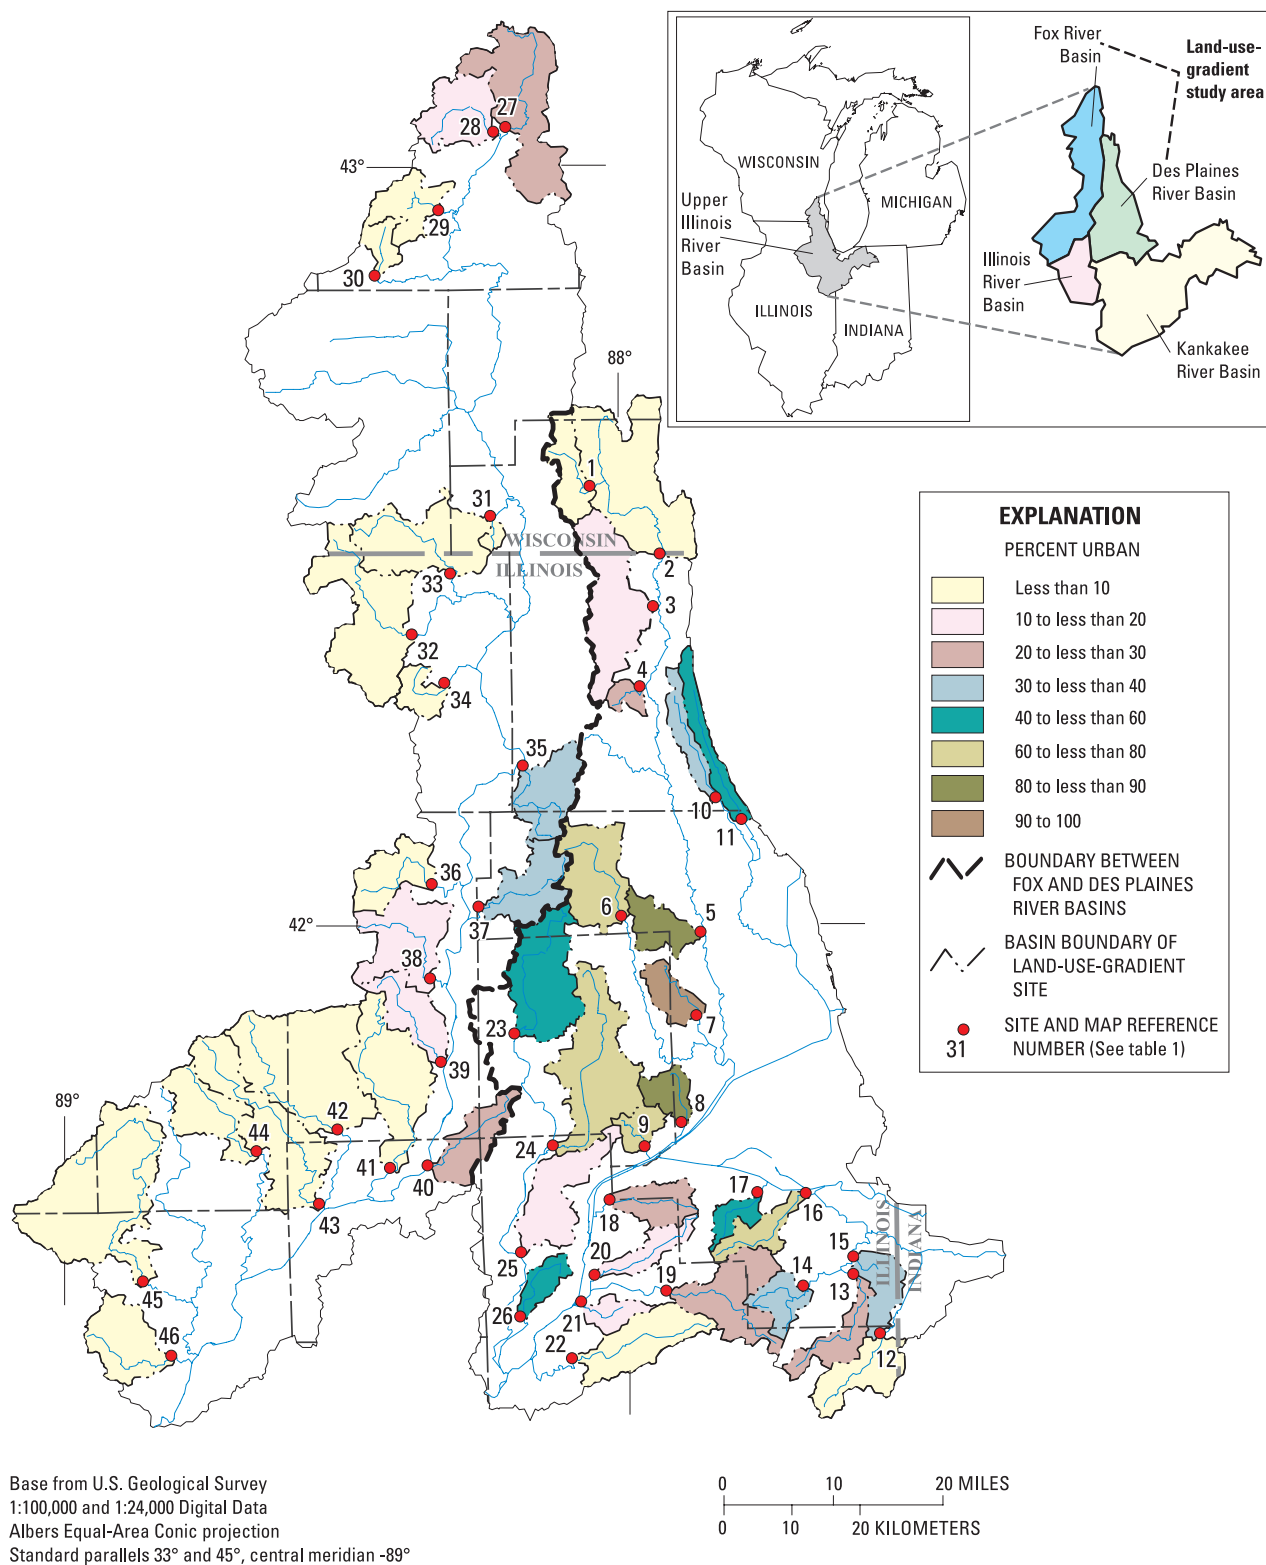 Fox River
Basin
Land-use-
gradient
study area
WISCONSIN
MICHIGAN
Upper
Illinois
River
Basin
ILLINOIS
INDIANA
Des Plaines
River Basin
Illinois
River
Basin
Kankakee
River Basin
27
28
43°
29
30
88°
1
31
WISCONSIN
ILLINOIS
2
33
3
32
4
34
35
10
11
36
6
5
37
42°
38
23
7
39
89°
8
42
9
44
24
41
40
17
43
18
16
15
20
14
25
19
13
ILLINOIS
INDIANA
45
26
21
46
22
12
EXPLANATION
PERCENT URBAN
Less than 10
10 to less than 20
20 to less than 30
30 to less than 40
40 to less than 60
60 to less than 80
80 to less than 90
90 to 100
BOUNDARY BETWEEN
FOX AND DES PLAINES
RIVER BASINS
BASIN BOUNDARY OF
LAND-USE-GRADIENT
SITE
SITE AND MAP REFERENCE
31 NUMBER (See table 1)
Base from U.S. Geological Survey
1:100,000 and 1:24,000 Digital Data
Albers Equal-Area Conic projection
Standard parallels 33° and 45°, central meridian -89°
0 10 20 MILES
0 10 20 KILOMETERS